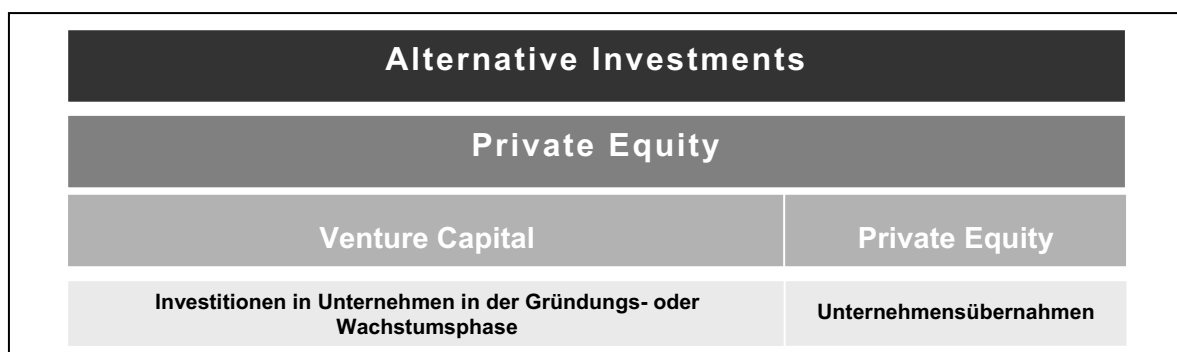 Alternative Investments
Private Equity
Venture Capital
Private Equity
Investitionen in Unternehmen in der Gründungs- oder
Wachstumsphase
Unternehmensübernahmen